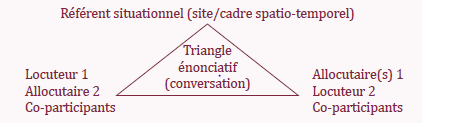 Référent situationnel (site/cadre spatio-temporel)
Triangle
énonciatif
(conversation)
Locuteur 1
Allocutaire 2
Co-participants
Allocutaire(s) 1
Locuteur 2
Co-participants